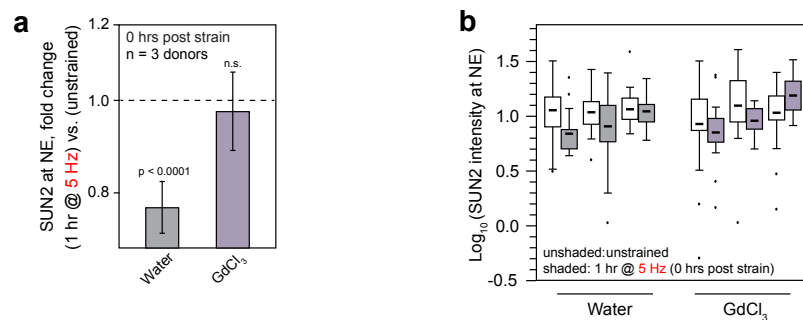 a
SUN2 at NE, fold change
(1 hr @ 5 Hz) vs. (unstrained)
1.2
1.0
0.8
0 hrs post strain
n = 3 donors
n.s.
p < 0.0001
Water
GdCl₃
b
Log₁₀ (SUN2 intensity at NE)
1.5
1.0
0.5
0.0
-0.5
unshaded:unstrained
shaded: 1 hr @ 5 Hz (0 hrs post strain)
Water
GdCl₃